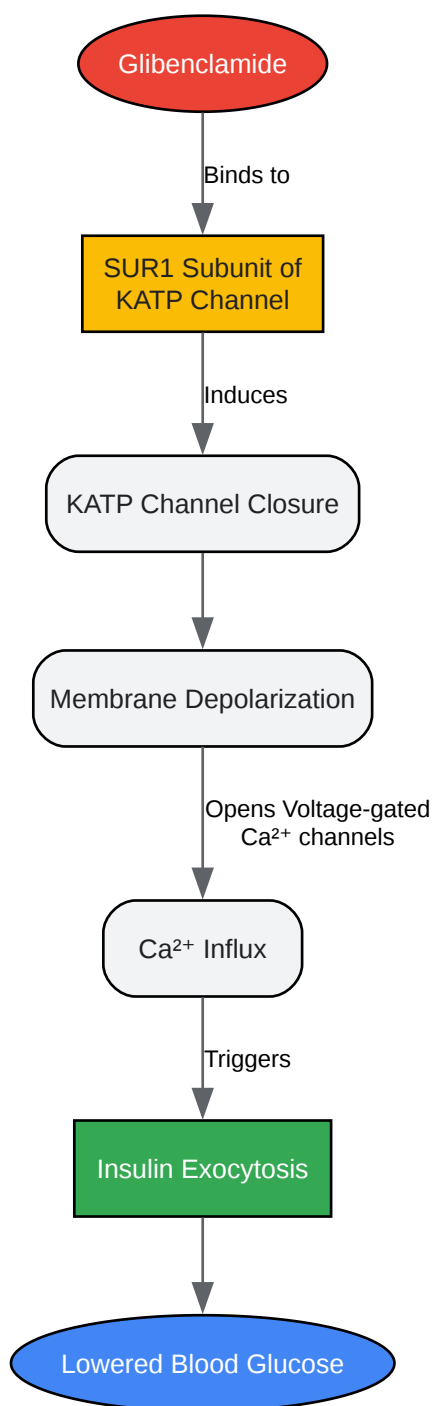 Glibenclamide
Binds to
SUR1 Subunit of
KATP Channel
Induces
KATP Channel Closure
Membrane Depolarization
Opens Voltage-gated
Ca²⁺ channels
Ca²⁺ Influx
Triggers
Insulin Exocytosis
Lowered Blood Glucose